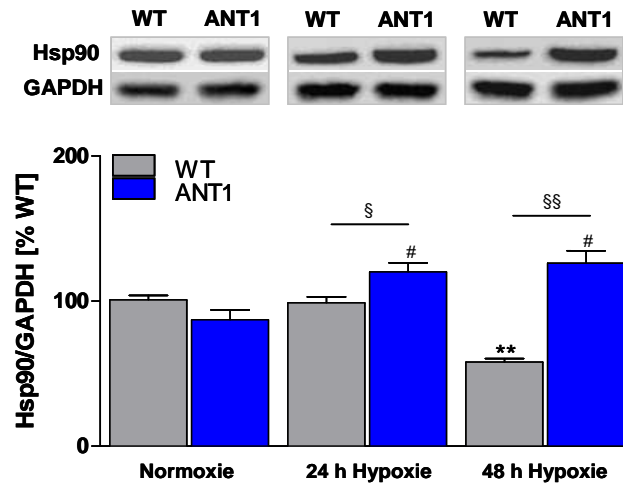 WT ANT1 WT ANT1 WT ANT1
Hsp90
GAPDH
Hsp90/GAPDH [% WT]
200
100
0
WT
ANT1
§
§§
#
#
**
Normoxie 24 h Hypoxie 48 h Hypoxie